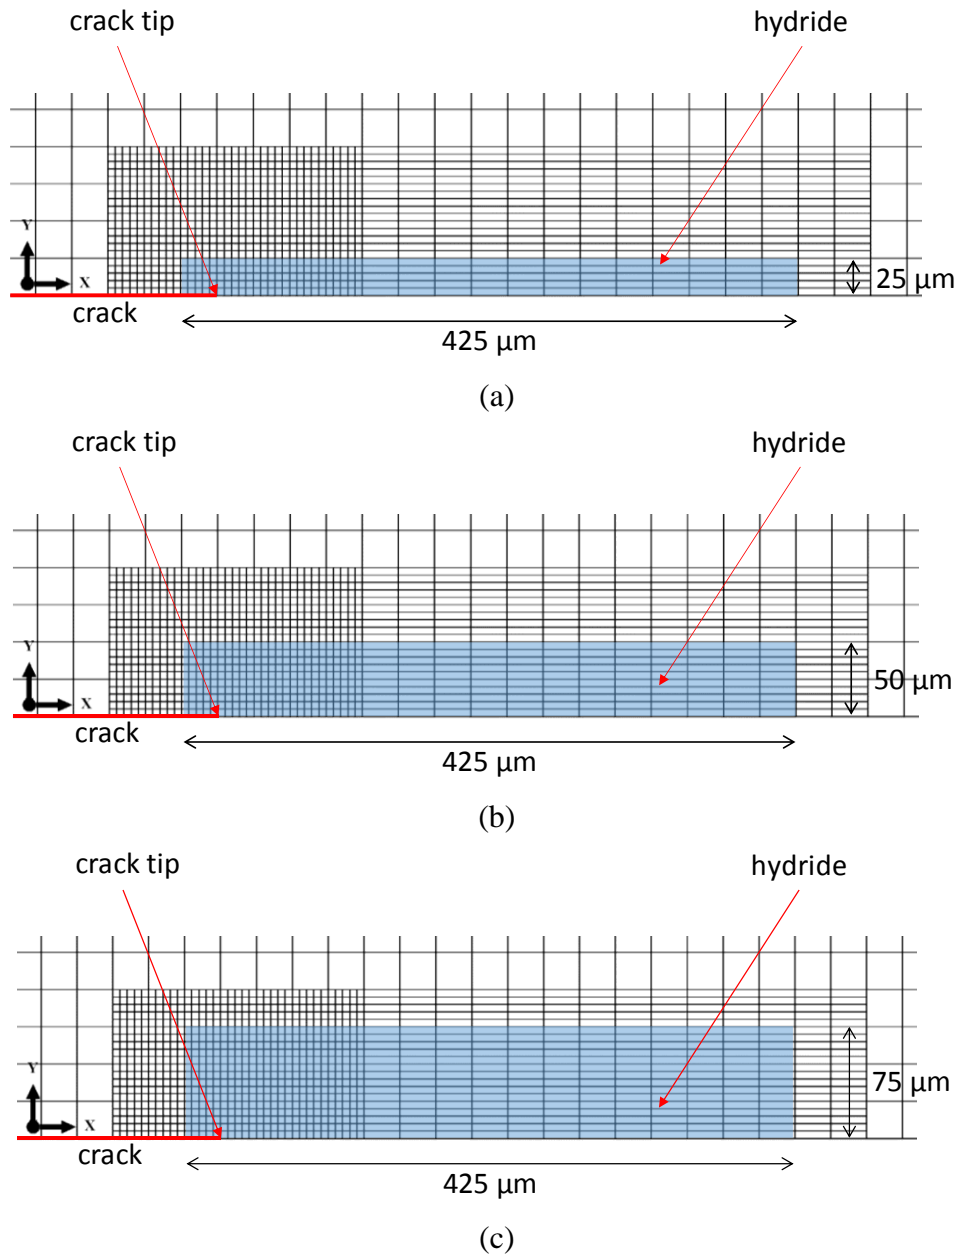 crack tip hydride
Y
X
25 μm
crack
425 μm
(a)
crack tip hydride
Y
X
50 μm
crack
425 μm
(b)
crack tip hydride
Y
X
75 μm
crack
425 μm
(c)